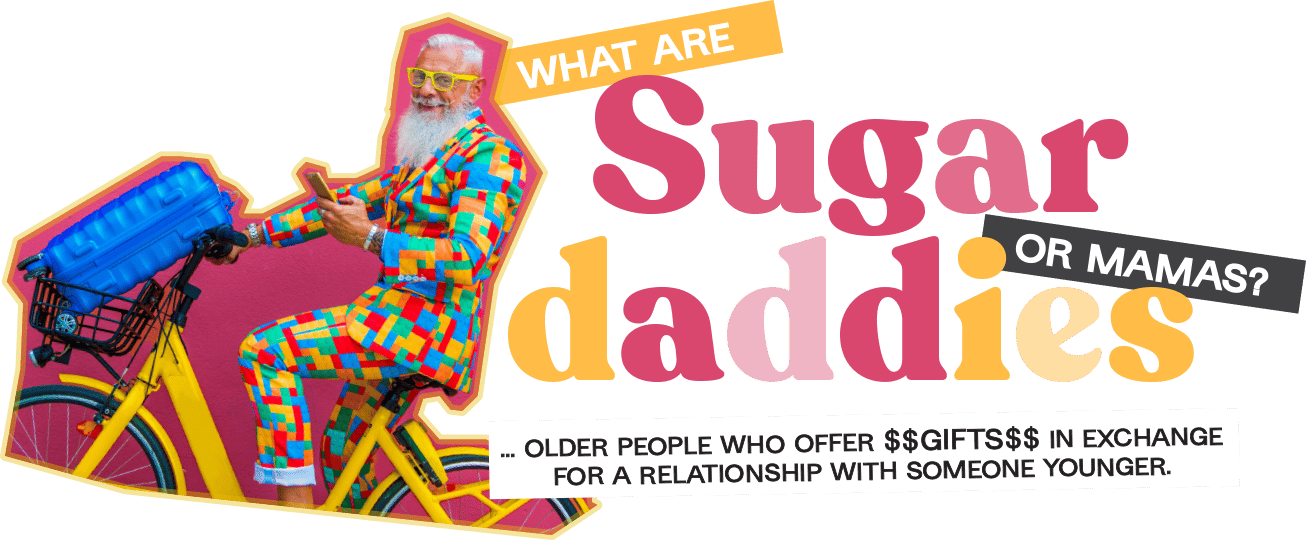 WHAT ARE
Sugar
daddies
OR MAMAS?
... OLDER PEOPLE WHO OFFER $$GIFTS$$ IN EXCHANGE
FOR A RELATIONSHIP WITH SOMEONE YOUNGER.